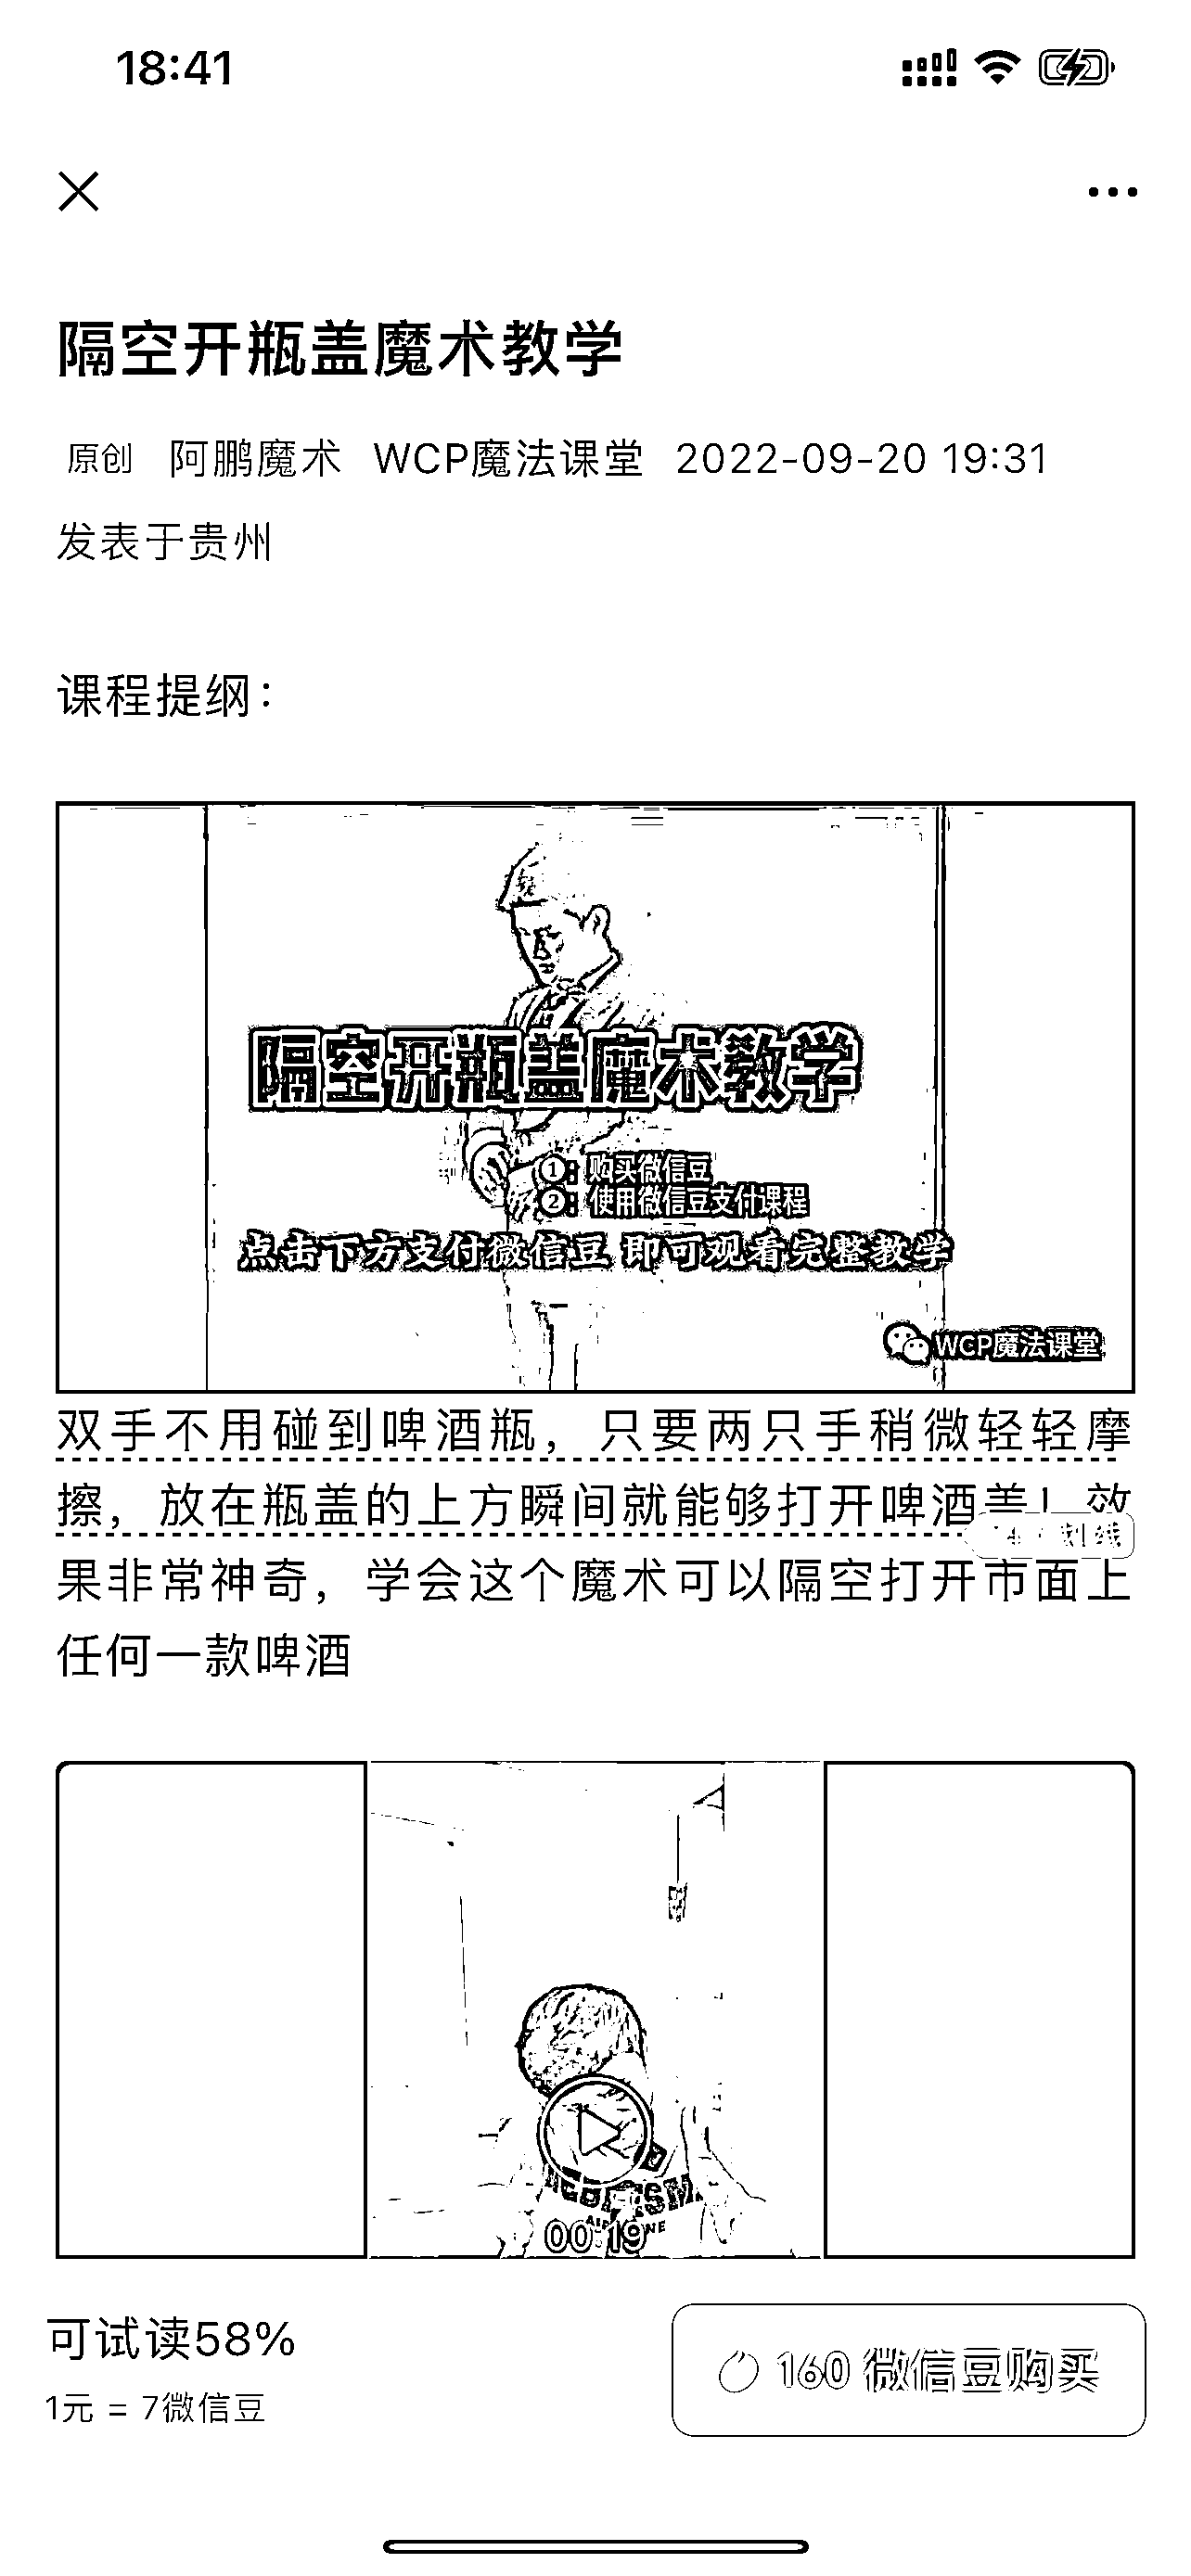 18:41
隔空开瓶盖魔术教学
原创 阿鹏魔术 WCP魔法课堂 2022-09-20 19:31
发表于贵州
课程提纲：
隔空开瓶盖魔术教学
①：购买微信豆
②：使用微信豆支付课程
点击下方支付微信豆 即可观看完整教学
WCP魔法课堂
双手不用碰到啤酒瓶，只要两只手稍微轻轻摩
擦，放在瓶盖的上方瞬间就能够打开啤酒盖！效
划线
果非常神奇，学会这个魔术可以隔空打开市面上
任何一款啤酒
00:19
可试读58%
160 微信豆购买
1元 = 7微信豆